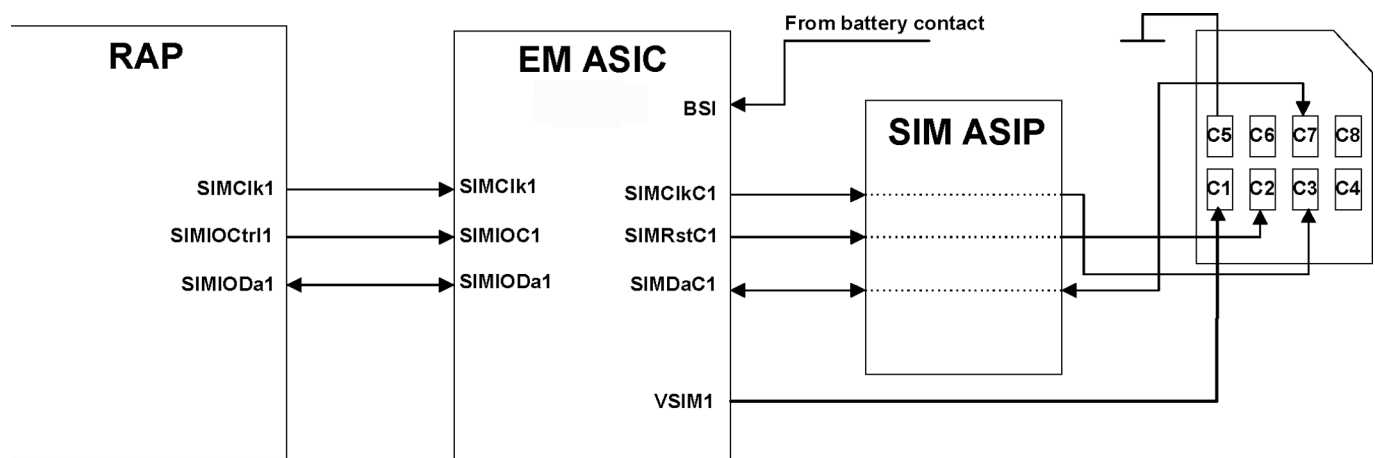 From battery contact
RAP
EM ASIC
BSI
SIM ASIP
C5 C6 C7 C8
SIMClk1
SIMClk1
SIMClkC1
C1 C2 C3 C4
SIMIOCtrl1
SIMIOC1
SIMRstC1
SIMIODa1
SIMIODa1
SIMDaC1
VSIM1